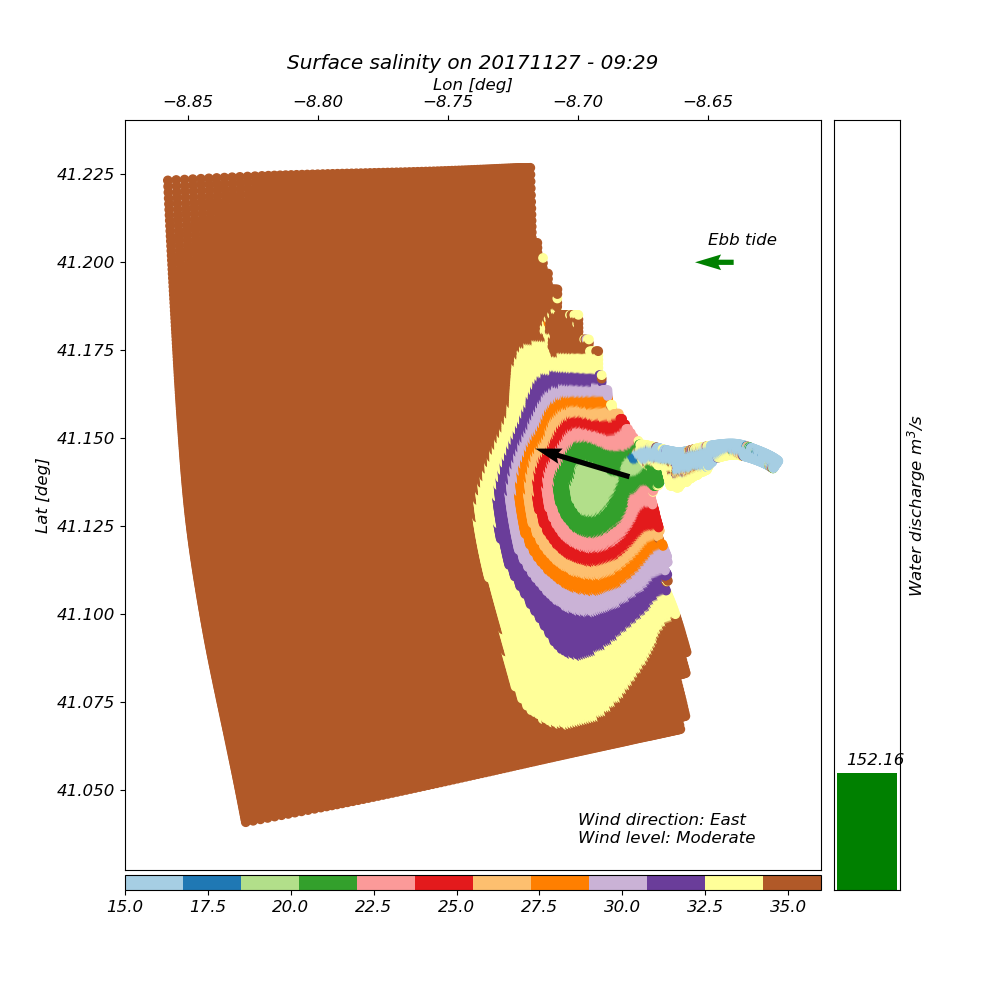 Surface salinity on 20171127 - 09:29
Lon [deg]
−8.85 −8.80 −8.75 −8.70 −8.65
41.225
41.200
41.175
41.150
41.125
41.100
41.075
41.050
Lat [deg]
Ebb tide
Wind direction: East
Wind level: Moderate
152.16
Water discharge m³/s
15.0 17.5 20.0 22.5 25.0 27.5 30.0 32.5 35.0